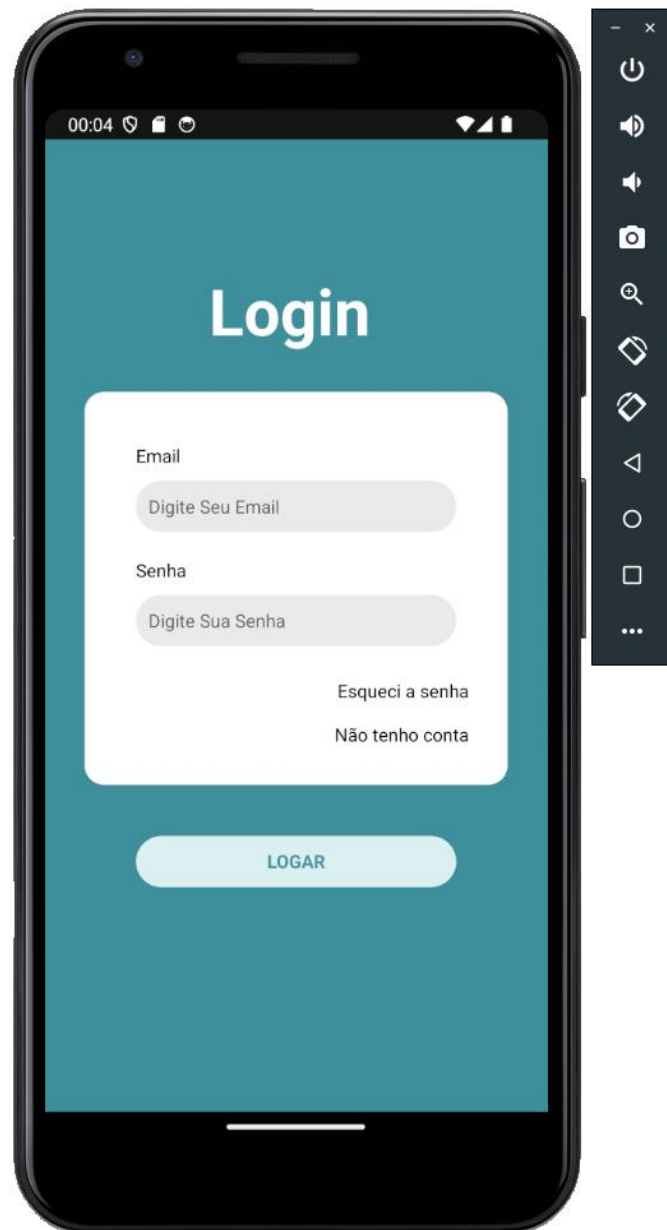 00:04
Login
Email
Digite Seu Email
Senha
Digite Sua Senha
Esqueci a senha
Não tenho conta
LOGAR